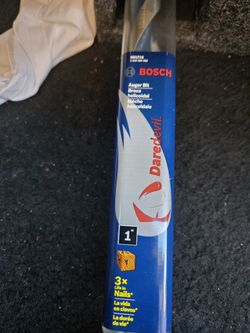 BOSCH
Auger Bit
Broca
helicoidal
Mèche
hélicoïdale
Daredevil
1"
3x
Life in
Nails*
La vida
en clavos*
La durée
de vie*